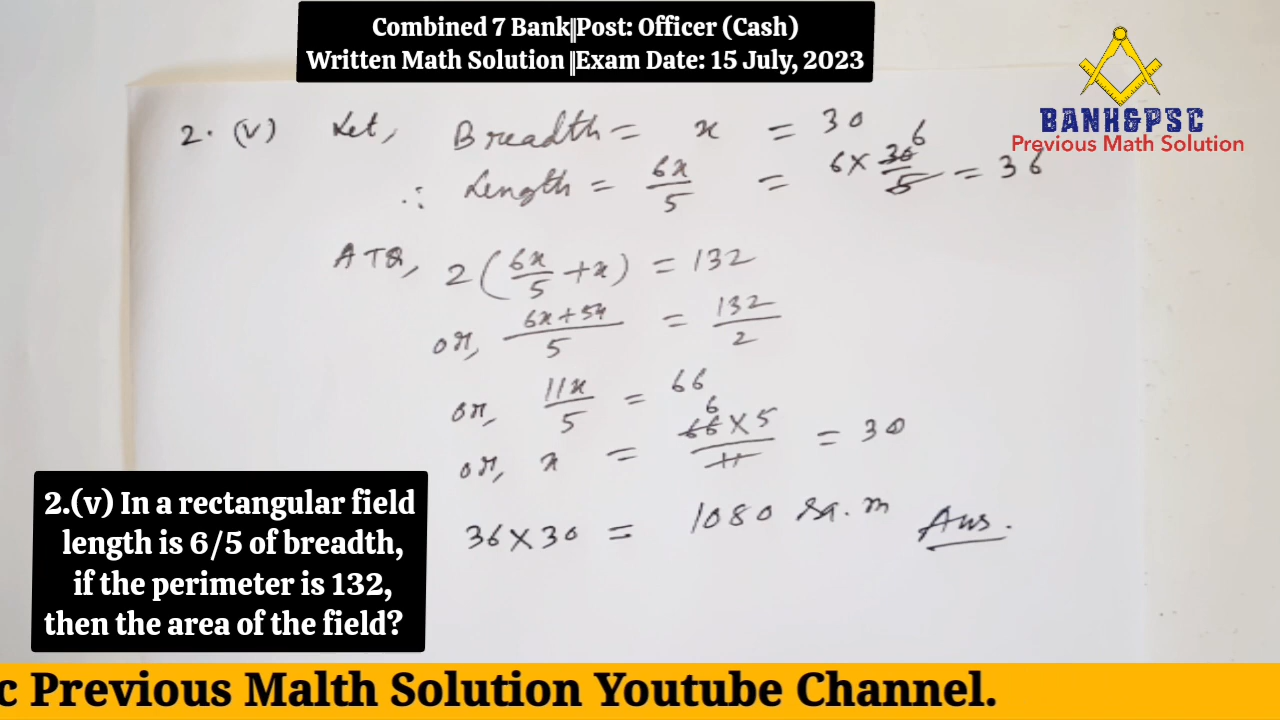 Combined 7 Bank||Post: Officer (Cash)
Written Math Solution ||Exam Date: 15 July, 2023
BANK&PSC
Previous Math Solution
2. (v) Let, Breadth = x = 30
∴ Length = 6x/5 = 6 × 30/5 6 = 36
ATQ, 2(6x/5 + x) = 132
or, 6x+5x/5 = 132/2
or, 11x/5 = 66
or, x = 66×5/11 6 = 30
36×30 = 1080 sq. m Ans.
2.(v) In a rectangular field
length is 6/5 of breadth,
if the perimeter is 132,
then the area of the field?
c Previous Malth Solution Youtube Channel.